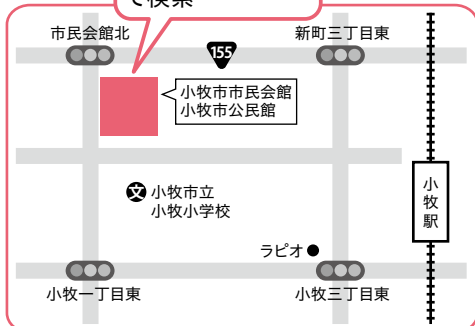 で検索
市民会館北
155
新町三丁目東
小牧市市民会館
小牧市公民館
文
小牧市立
小牧小学校
小牧駅
ラピオ
小牧一丁目東
小牧三丁目東